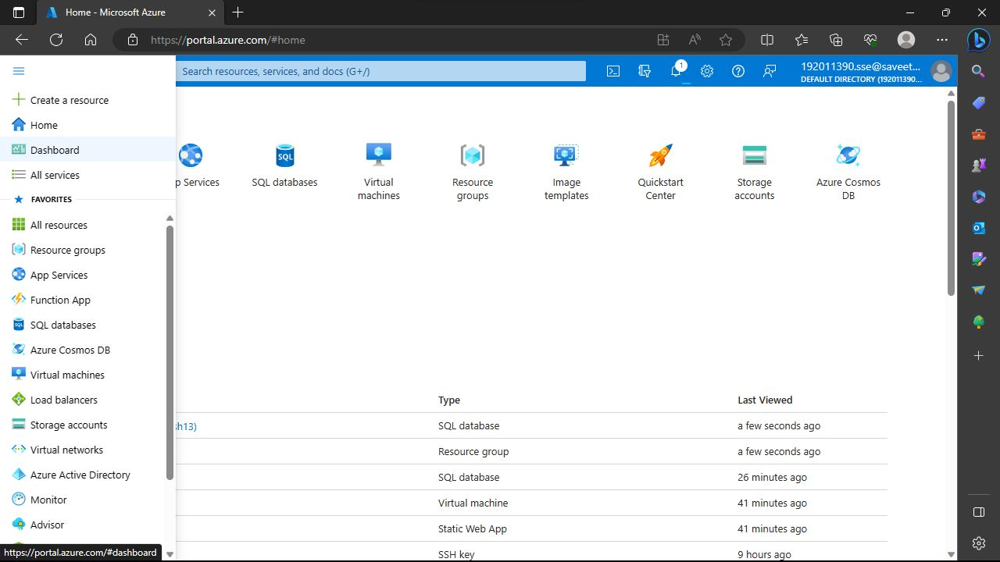 Home - Microsoft Azure
https://portal.azure.com/#home
Search resources, services, and docs (G+/)
1
192011390.sse@saveet...
DEFAULT DIRECTORY (192011390...
Create a resource
Home
Dashboard
All services
FAVORITES
All resources
Resource groups
App Services
Function App
SQL databases
Azure Cosmos DB
Virtual machines
Load balancers
Storage accounts
Virtual networks
Azure Active Directory
Monitor
Advisor
https://portal.azure.com/#dashboard
p Services
SQL databases
Virtual
machines
Resource
groups
Image
templates
Quickstart
Center
Storage
accounts
Azure Cosmos
DB
Type Last Viewed
sh13) SQL database a few seconds ago
Resource group a few seconds ago
SQL database 26 minutes ago
Virtual machine 41 minutes ago
Static Web App 41 minutes ago
SSH key 9 hours ago